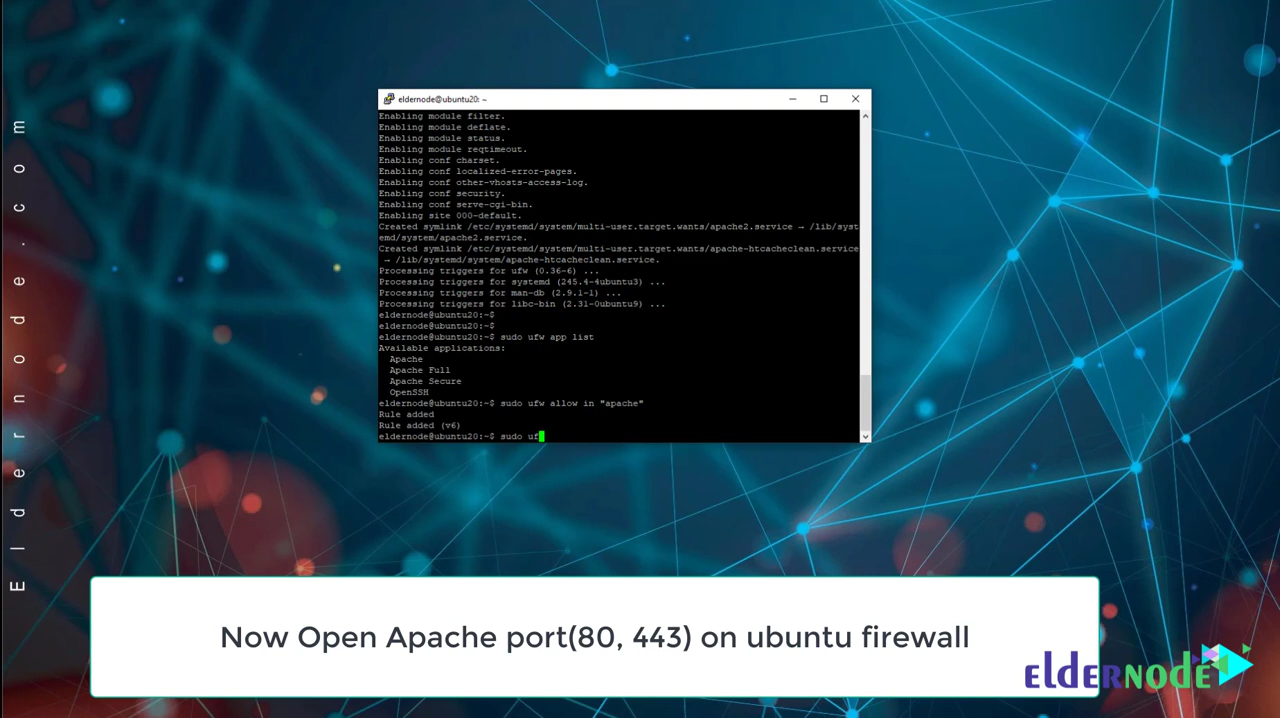 Eldernode.com
eldernode@ubuntu20: ~
Enabling module filter.
Enabling module deflate.
Enabling module status.
Enabling module reqtimeout.
Enabling conf charset.
Enabling conf localized-error-pages.
Enabling conf other-vhosts-access-log.
Enabling conf security.
Enabling conf serve-cgi-bin.
Enabling site 000-default.
Created symlink /etc/systemd/system/multi-user.target.wants/apache2.service → /lib/syst
emd/system/apache2.service.
Created symlink /etc/systemd/system/multi-user.target.wants/apache-htcacheclean.service
→ /lib/systemd/system/apache-htcacheclean.service.
Processing triggers for ufw (0.36-6) ...
Processing triggers for systemd (245.4-4ubuntu3) ...
Processing triggers for man-db (2.9.1-1) ...
Processing triggers for libc-bin (2.31-0ubuntu9) ...
eldernode@ubuntu20:~$
eldernode@ubuntu20:~$
eldernode@ubuntu20:~$ sudo ufw app list
Available applications:
Apache
Apache Full
Apache Secure
OpenSSH
eldernode@ubuntu20:~$ sudo ufw allow in "apache"
Rule added
Rule added (v6)
eldernode@ubuntu20:~$ sudo uf
Now Open Apache port(80, 443) on ubuntu firewall
elderNODe